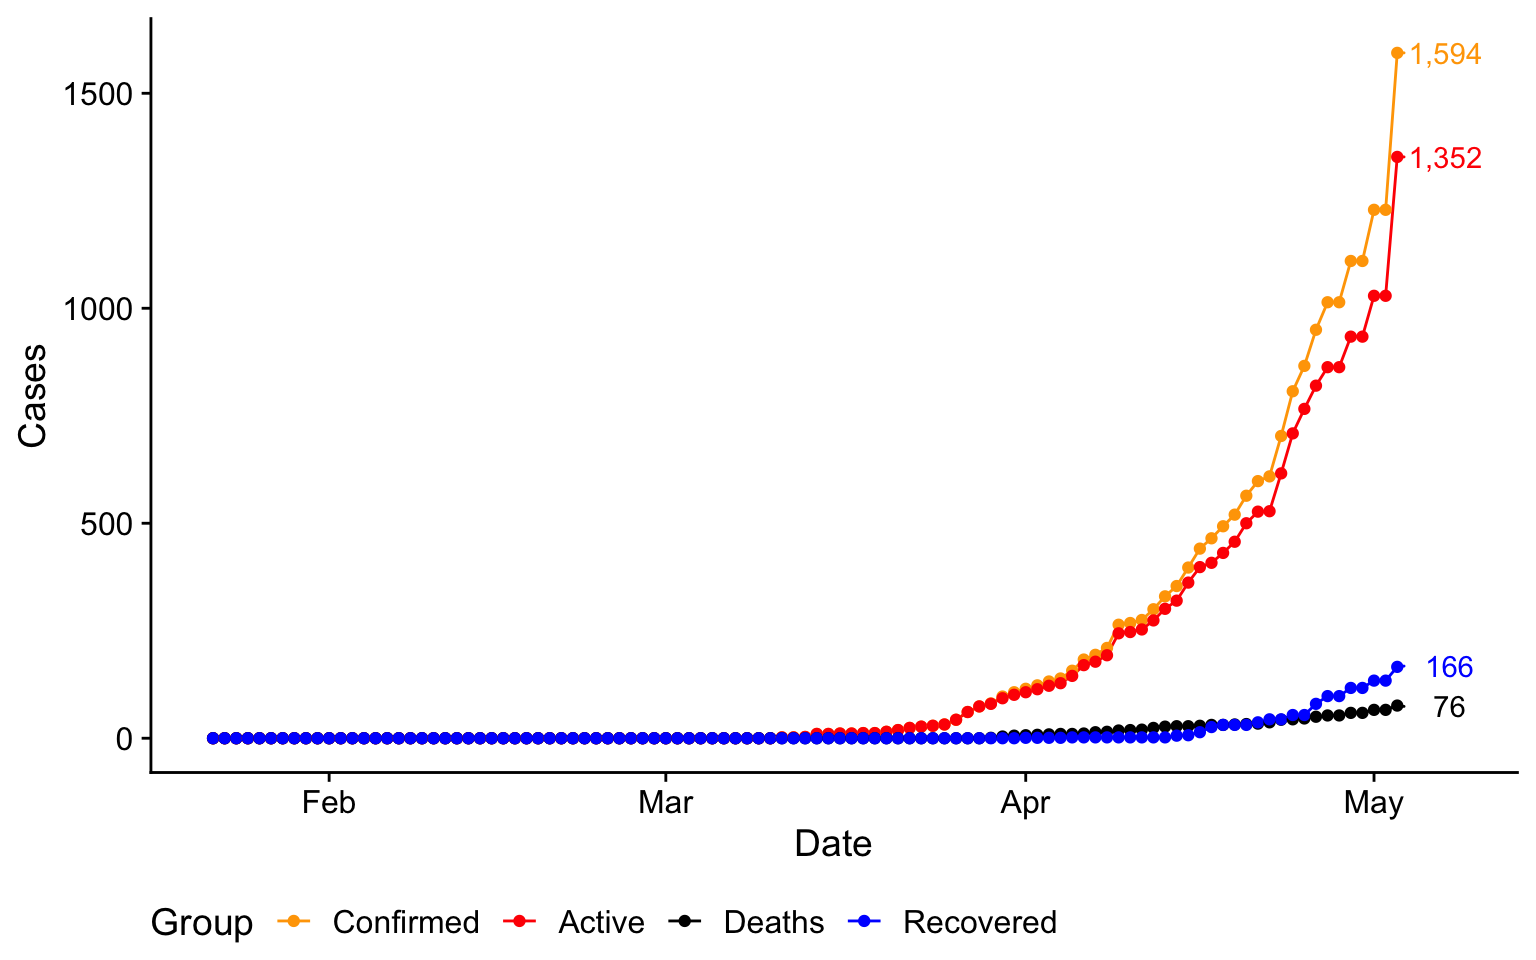 1,594
1500
1,352
1000
Cases
500
166
76
0
Feb Mar Apr May
Date
Group Confirmed Active Deaths Recovered